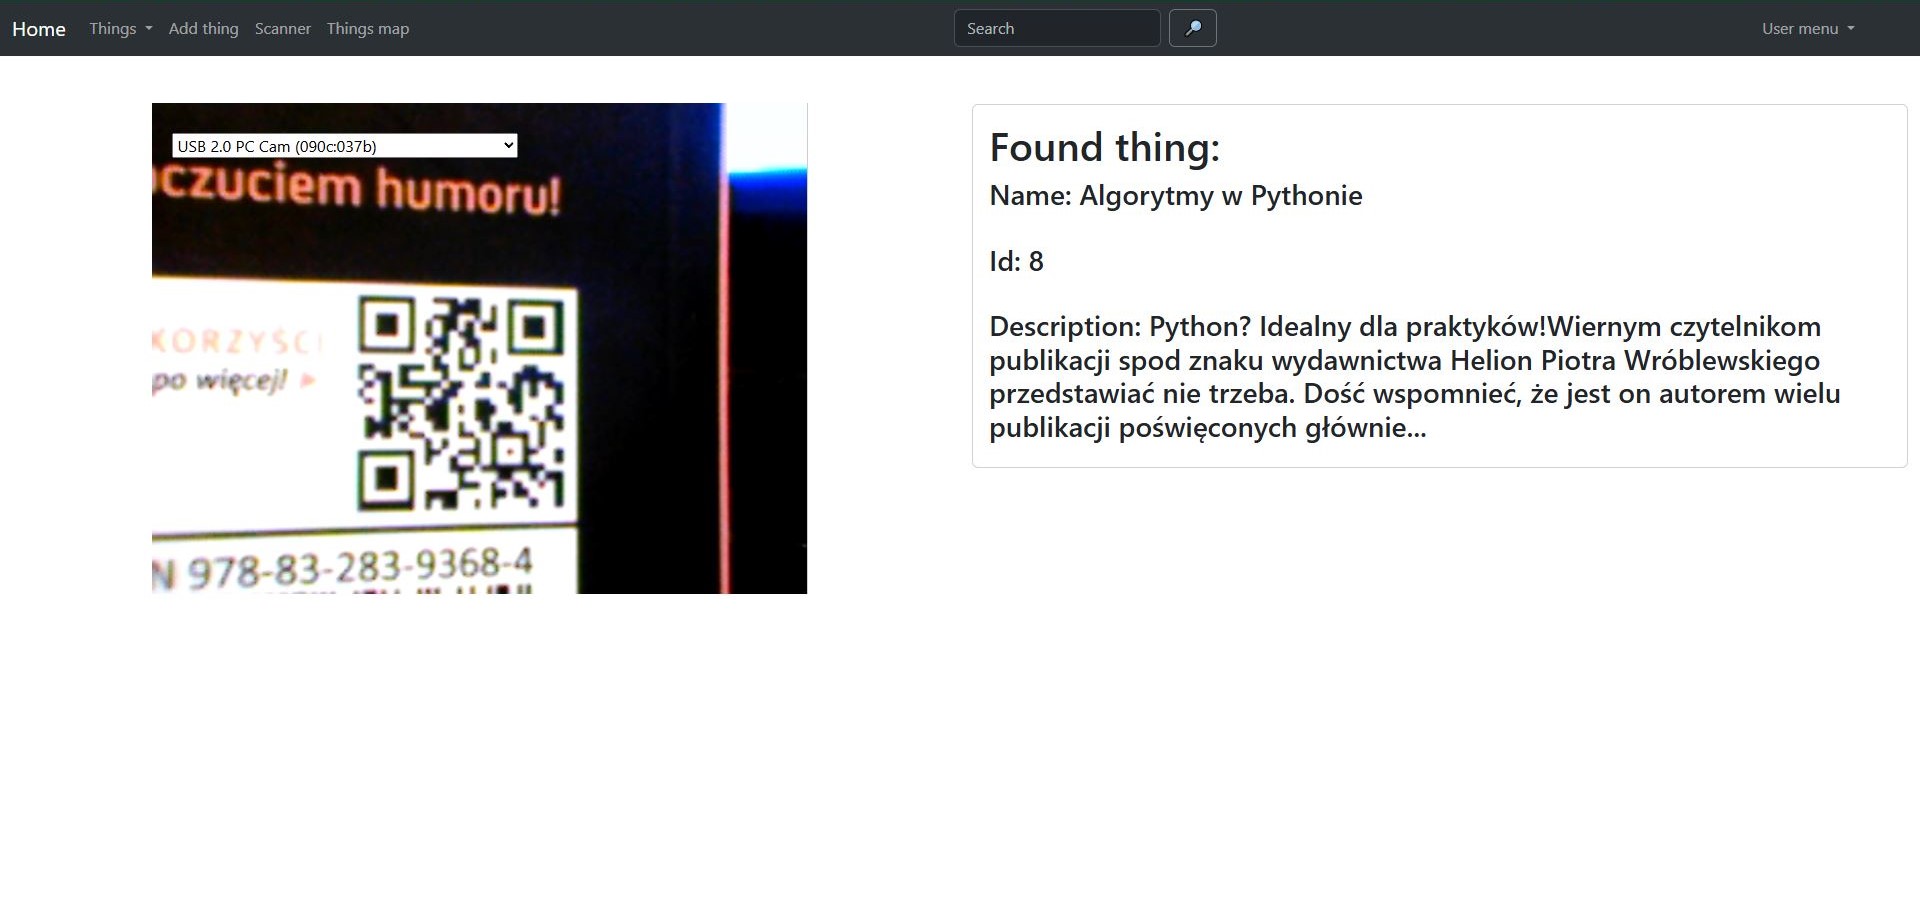 Home Things Add thing Scanner Things map Search User menu
USB 2.0 PC Cam (090c:037b)
czuciem humoru!
KORZYŚCI
po więcej!
N 978-83-283-9368-4
Found thing:
Name: Algorytmy w Pythonie
Id: 8
Description: Python? Idealny dla praktyków!Wiernym czytelnikom
publikacji spod znaku wydawnictwa Helion Piotra Wróblewskiego
przedstawiać nie trzeba. Dość wspomnieć, że jest on autorem wielu
publikacji poświęconych głównie...